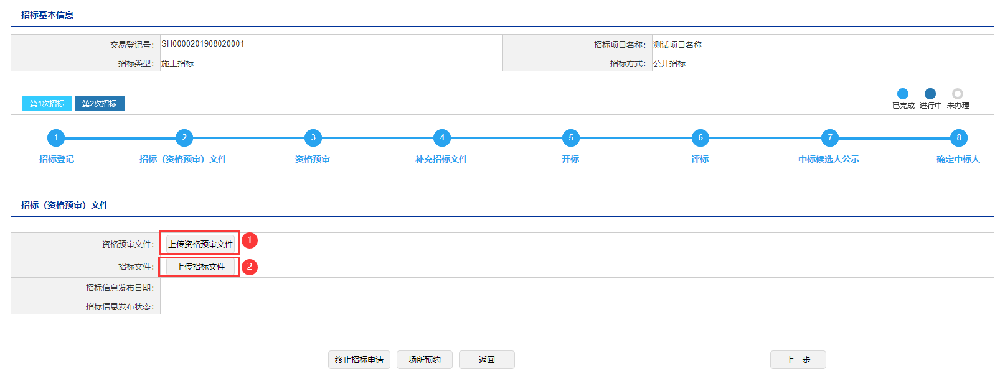 招标基本信息
交易登记号： SH0000201908020001 招标项目名称： 测试项目名称
招标类型： 施工招标 招标方式： 公开招标
第1次招标 第2次招标
已完成 进行中 未办理
1 2 3 4 5 6 7 8
招标登记 招标（资格预审）文件 资格预审 补充招标文件 开标 评标 中标候选人公示 确定中标人
招标（资格预审）文件
资格预审文件： 上传资格预审文件 1
招标文件： 上传招标文件 2
招标信息发布日期：
招标信息发布状态：
终止招标申请 场所预约 返回 上一步